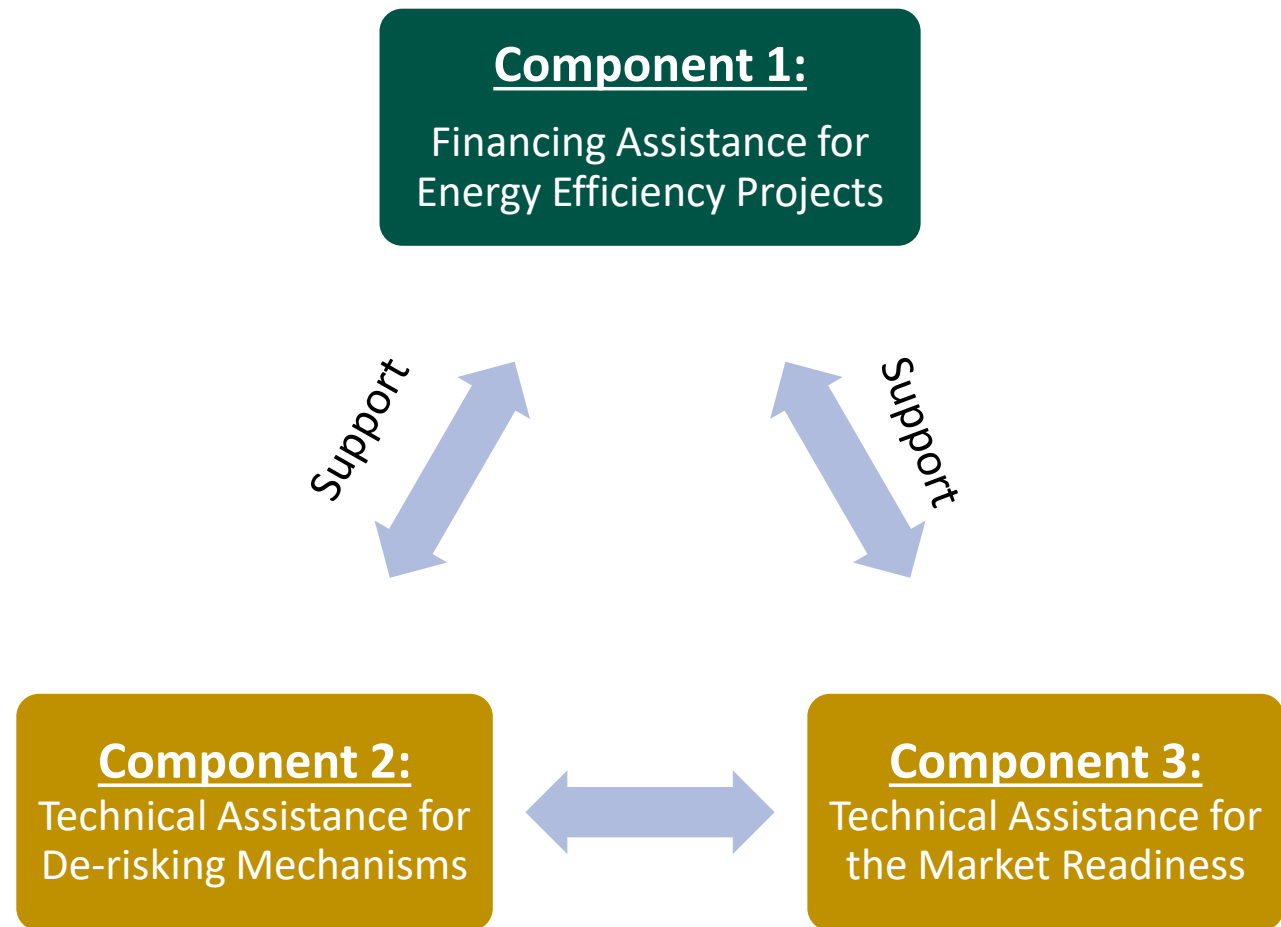 Component 1:
Financing Assistance for
Energy Efficiency Projects
Support
Support
Component 2:
Technical Assistance for
De-risking Mechanisms
Component 3:
Technical Assistance for
the Market Readiness